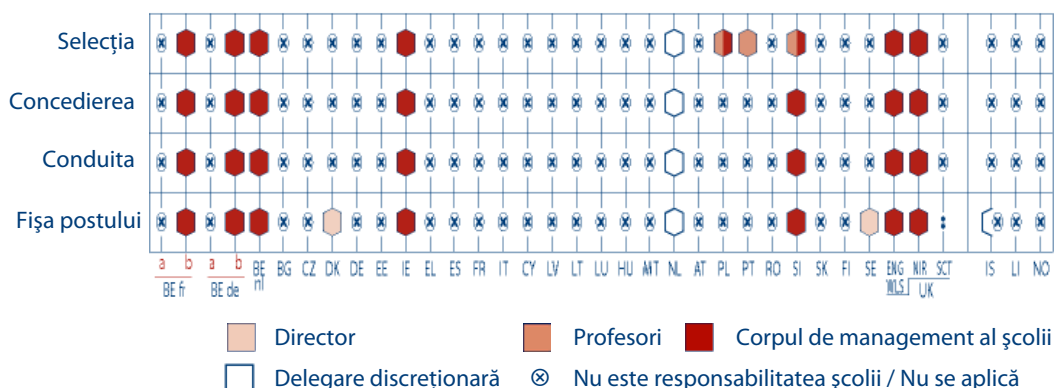 Selecția
Concedierea
Conduita
Fișa postului
a b a b BE nl BG CZ DK DE EE IE EL ES FR IT CY LV LT LU HU MT NL AT PL PT RO SI SK FI SE ENG WLS NIR SCT IS LI NO
BE fr BE de UK
Director Profesori Corpul de management al şcolii
Delegare discreționară Nu este responsabilitatea şcolii / Nu se aplică